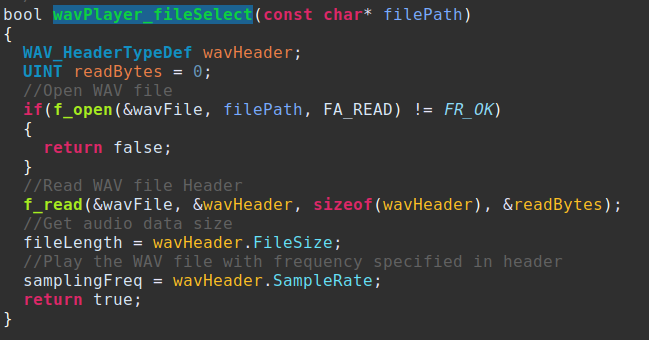 bool wavPlayer_fileSelect(const char* filePath)
{
  WAV_HeaderTypeDef wavHeader;
  UINT readBytes = 0;
  //Open WAV file
  if(f_open(&wavFile, filePath, FA_READ) != FR_OK)
  {
    return false;
  }
  //Read WAV file Header
  f_read(&wavFile, &wavHeader, sizeof(wavHeader), &readBytes);
  //Get audio data size
  fileLength = wavHeader.FileSize;
  //Play the WAV file with frequency specified in header
  samplingFreq = wavHeader.SampleRate;
  return true;
}